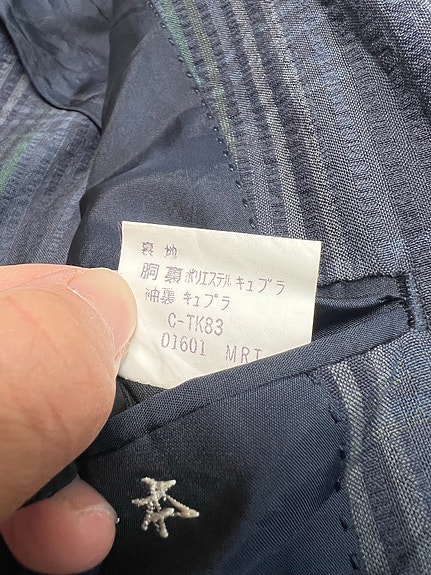 裏地
胴裏ポリエステルキュプラ
袖裏 キュプラ
C-TK83
01601 MRT